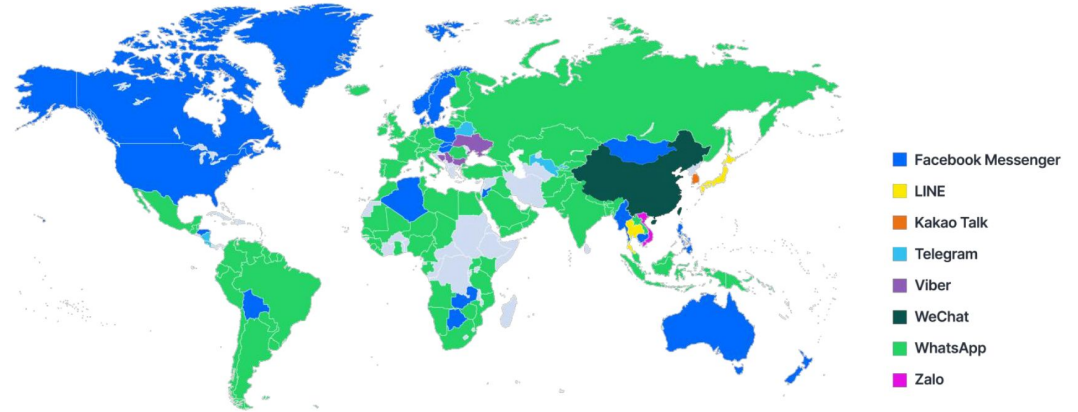 Facebook Messenger
LINE
Kakao Talk
Telegram
Viber
WeChat
WhatsApp
Zalo